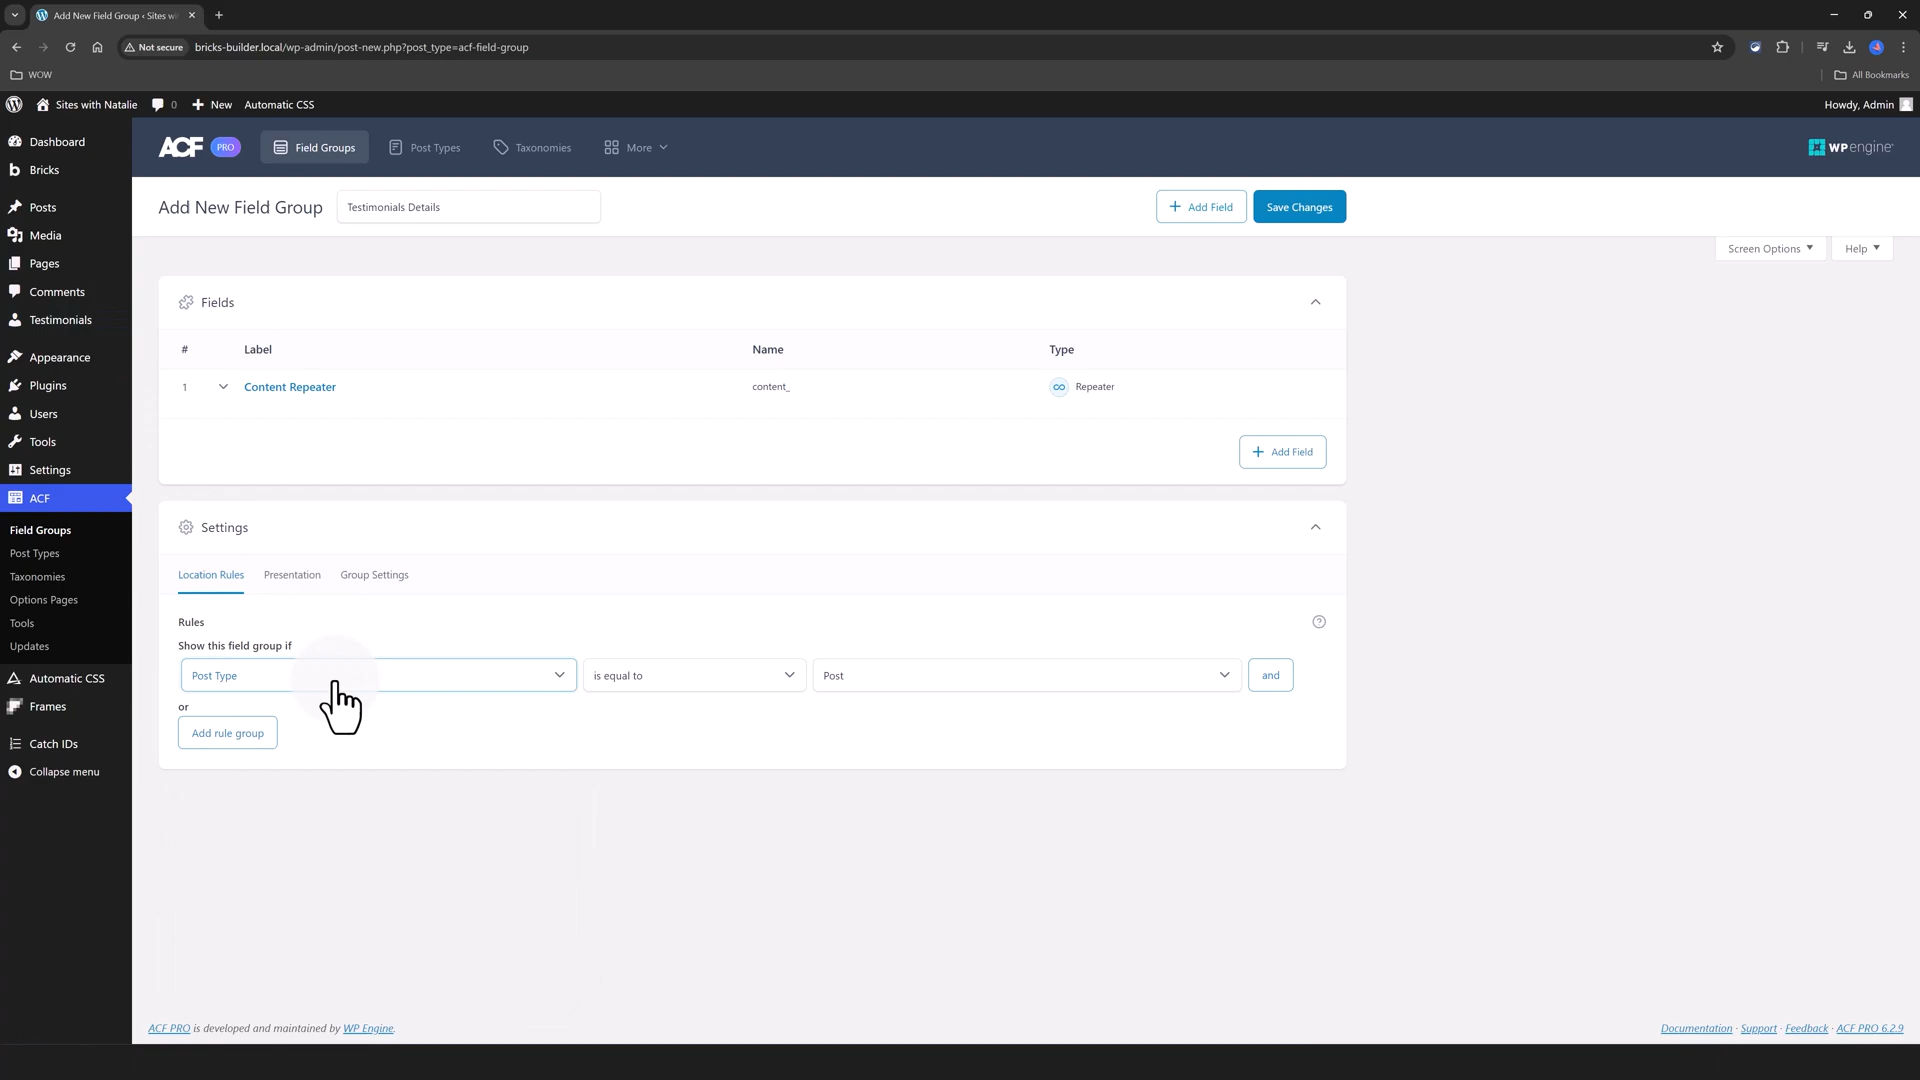 Add New Field Group ‹ Sites wi
Not secure
bricks-builder.local/wp-admin/post-new.php?post_type=acf-field-group
WOW
All Bookmarks
Sites with Natalie
0
New
Automatic CSS
Howdy, Admin
Dashboard
Bricks
Posts
Media
Pages
Comments
Testimonials
Appearance
Plugins
Users
Tools
Settings
ACF
Field Groups
Post Types
Taxonomies
Options Pages
Tools
Updates
Automatic CSS
Frames
Catch IDs
Collapse menu
ACF PRO
Field Groups
Post Types
Taxonomies
More
WP engine
Add New Field Group
Testimonials Details
Add Field
Save Changes
Screen Options
Help
Fields
# Label Name Type
1 Content Repeater content_ Repeater
Add Field
Settings
Location Rules
Presentation
Group Settings
Rules
Show this field group if
Post Type
is equal to
Post
and
or
Add rule group
ACF PRO is developed and maintained by WP Engine.
Documentation · Support · Feedback · ACF PRO 6.2.9